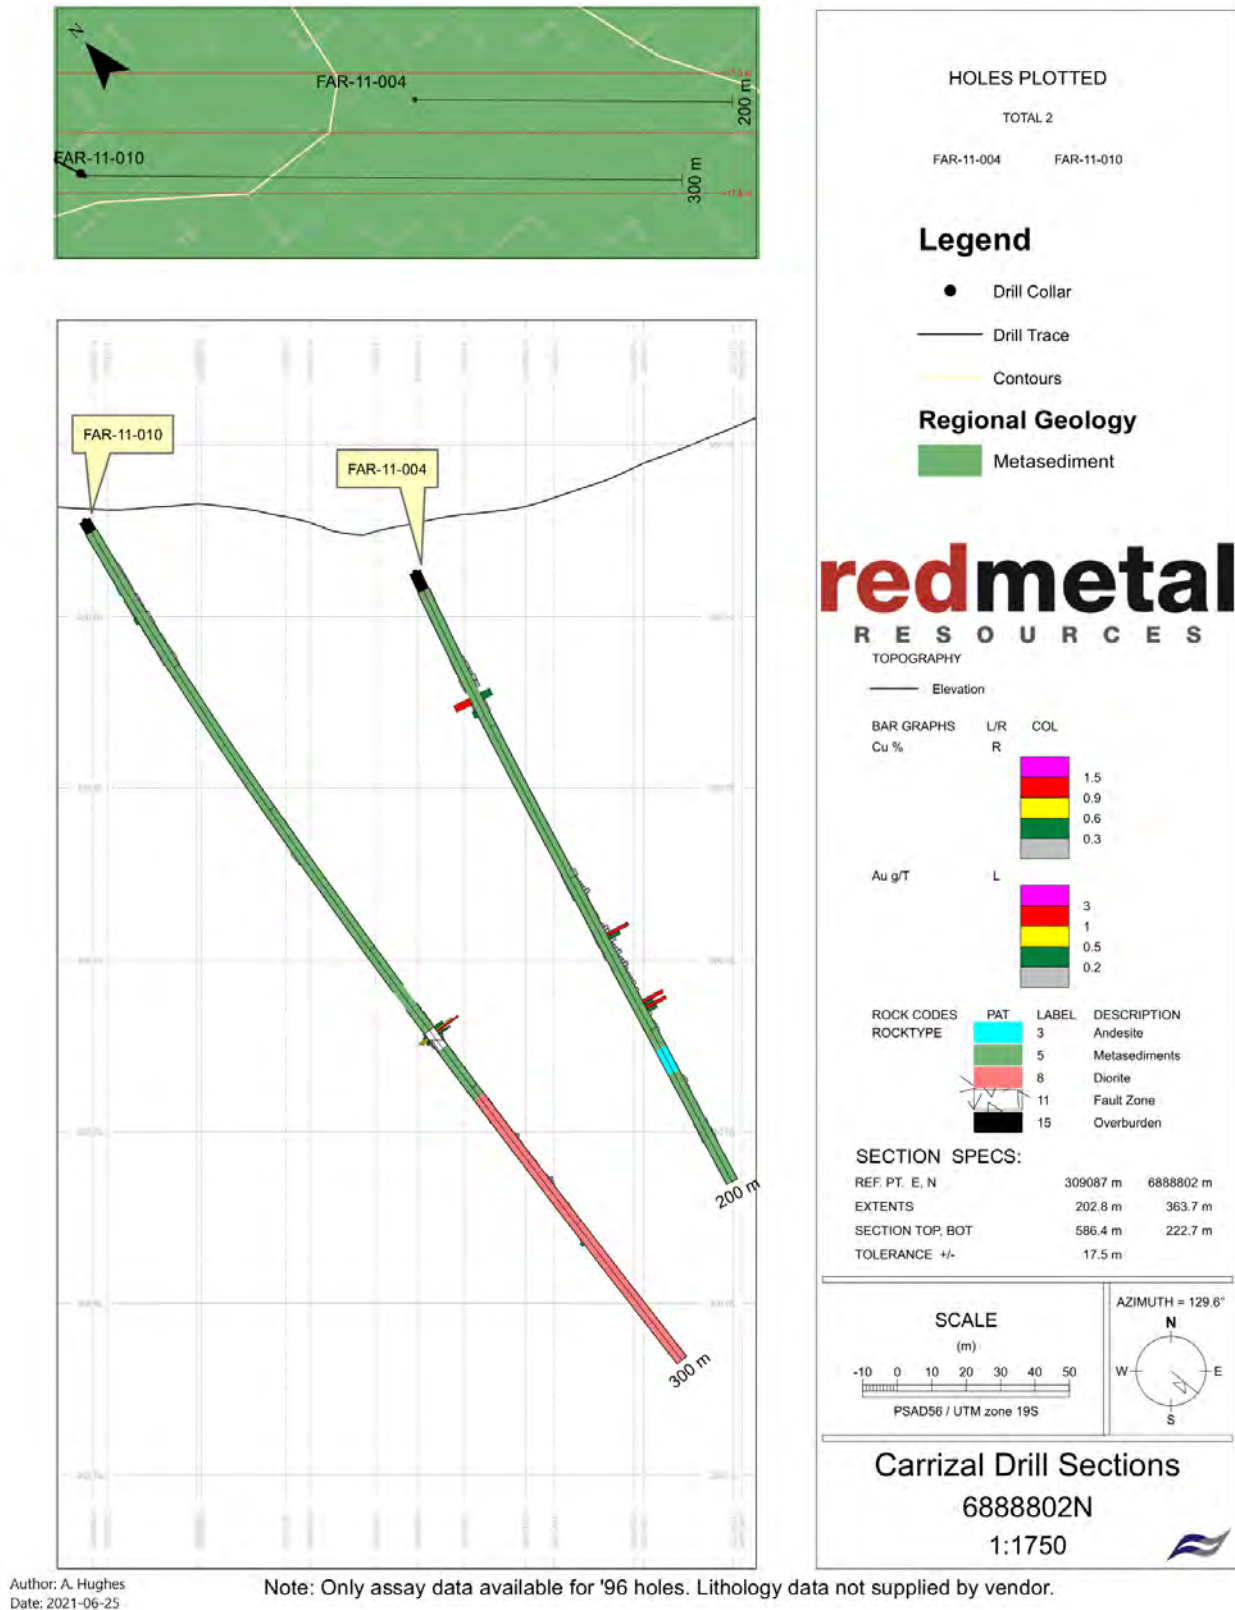 N
FAR-11-004
200 m
FAR-11-010
300 m
FAR-11-010
FAR-11-004
200 m
300 m
HOLES PLOTTED
TOTAL 2
FAR-11-004 FAR-11-010
Legend
Drill Collar
Drill Trace
Contours
Regional Geology
Metasediment
redmetal
RESOURCES
TOPOGRAPHY
Elevation
BAR GRAPHS L/R COL
Cu % R
1.5
0.9
0.6
0.3
Au g/T L
3
1
0.5
0.2
ROCK CODES PAT LABEL DESCRIPTION
ROCKTYPE 3 Andesite
5 Metasediments
8 Diorite
11 Fault Zone
15 Overburden
SECTION SPECS:
REF. PT. E, N 309087 m 6888802 m
EXTENTS 202.8 m 363.7 m
SECTION TOP, BOT 586.4 m 222.7 m
TOLERANCE +/- 17.5 m
SCALE
(m)
-10 0 10 20 30 40 50
PSAD56 / UTM zone 19S
AZIMUTH = 129.6°
N
W E
S
Carrizal Drill Sections
6888802N
1:1750
Author: A. Hughes
Date: 2021-06-25
Note: Only assay data available for '96 holes. Lithology data not supplied by vendor.